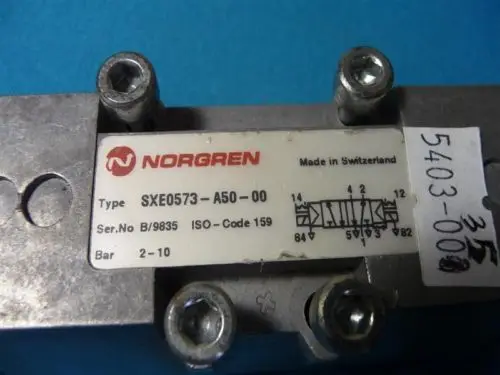 NORGREN
Made in Switzerland
Type SXE0573-A50-00
Ser.No B/9835 ISO-Code 159
Bar 2-10
14 4 2 12
84 5 1 3 82
5403-00
35